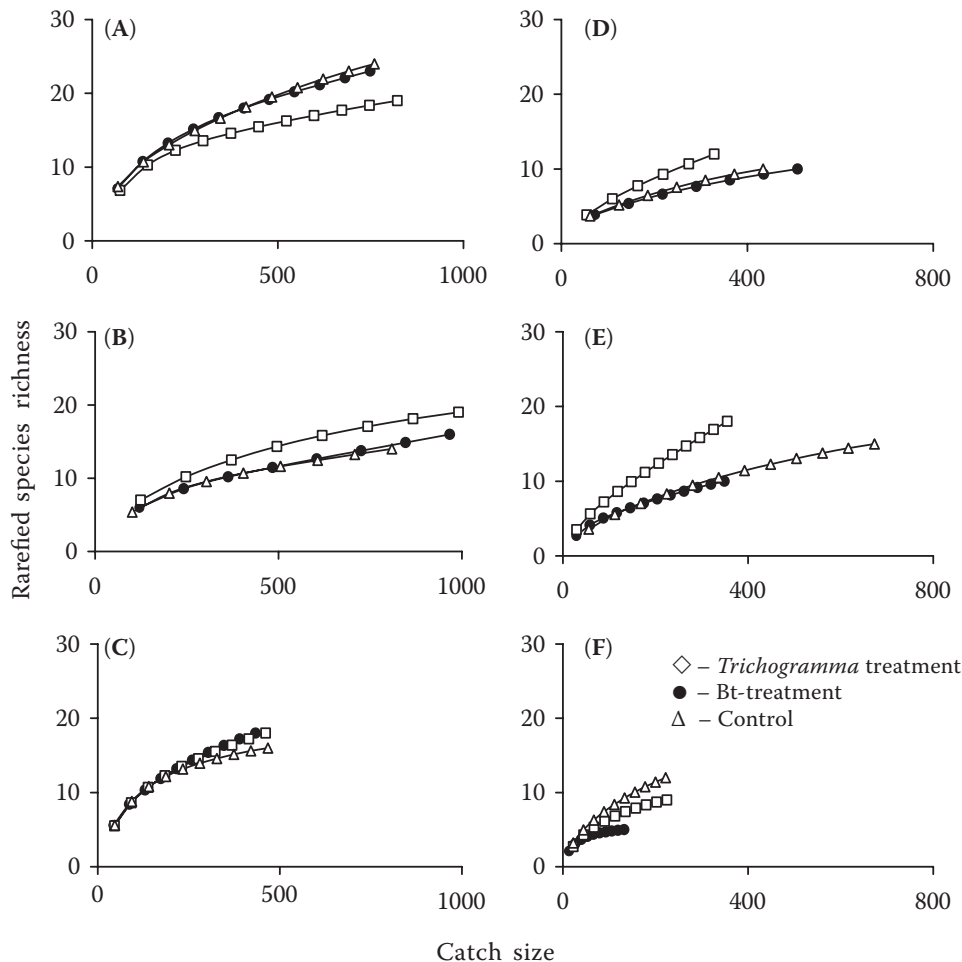 Rarefied species richness
(A)
30
20
10
0
0 500 1000
(D)
30
20
10
0
0 400 800
(B)
30
20
10
0
0 500 1000
(E)
30
20
10
0
0 400 800
(C)
30
20
10
0
0 500 1000
(F)
30
20
10
0
0 400 800
– Trichogramma treatment
– Bt-treatment
– Control
Catch size